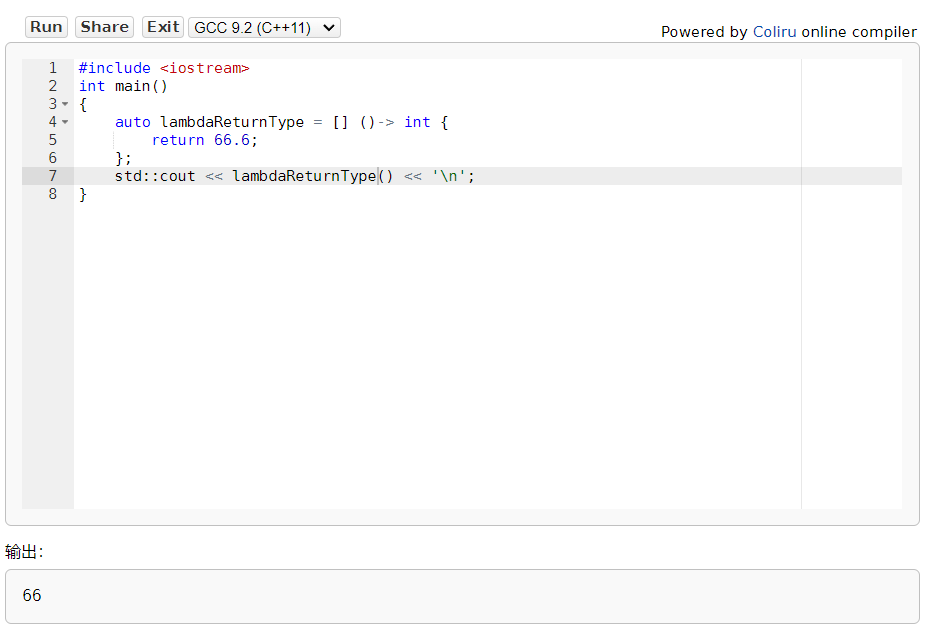 Run Share Exit GCC 9.2 (C++11) Powered by Coliru online compiler
1 #include <iostream>
2 int main()
3 {
4     auto lambdaReturnType = [] ()-> int {
5         return 66.6;
6     };
7     std::cout << lambdaReturnType() << '\n';
8 }
输出：
66